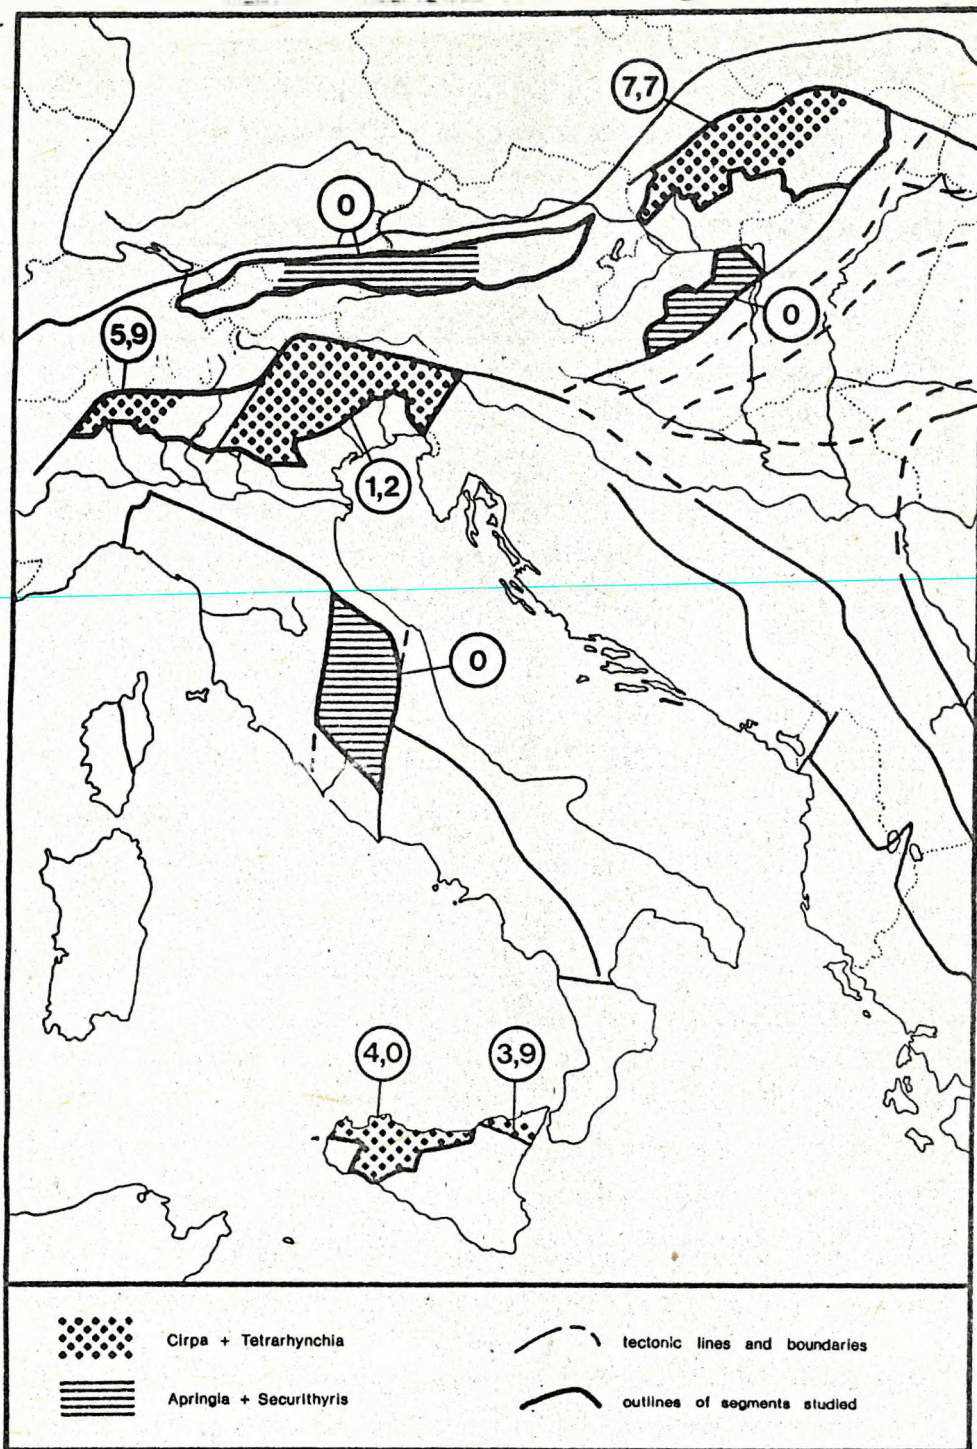 7,7
0
5,9
0
1,2
0
4,0
3,9
Cirpa + Tetrarhynchia
tectonic lines and boundaries
Apringia + Securithyris
outlines of segments studied